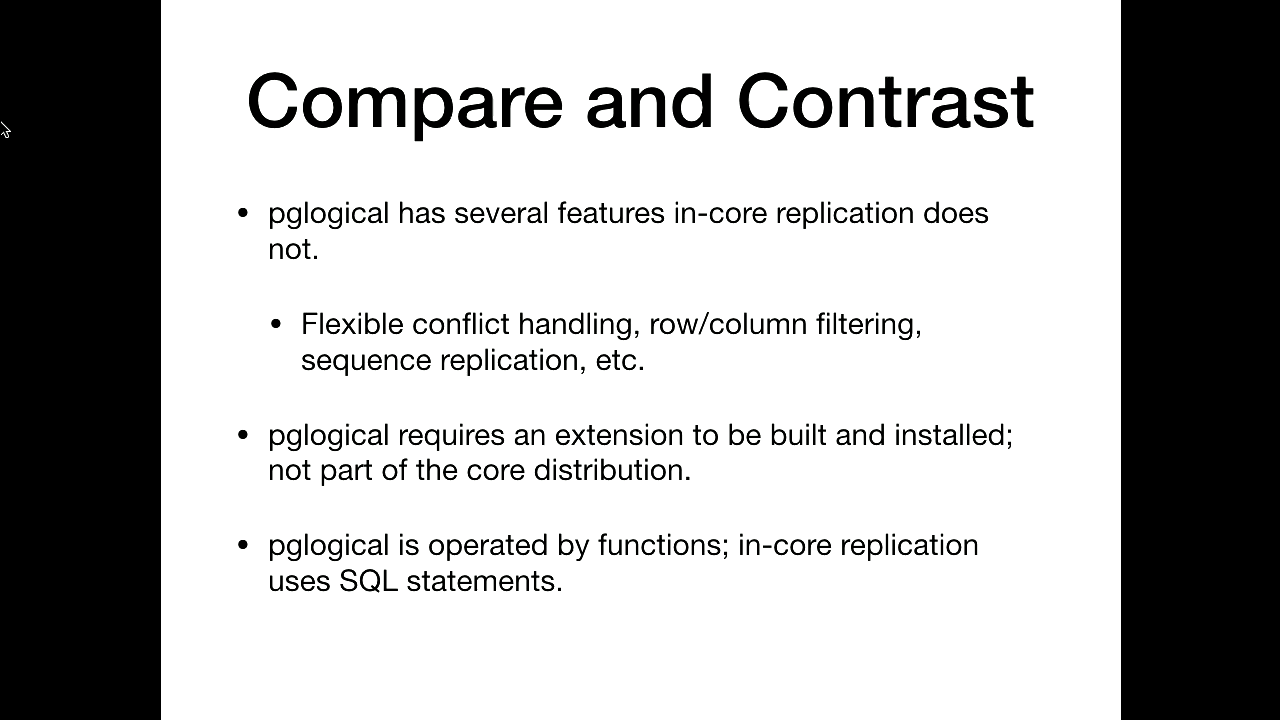 Compare and Contrast
• pglogical has several features in-core replication does
not.
• Flexible conflict handling, row/column filtering,
sequence replication, etc.
• pglogical requires an extension to be built and installed;
not part of the core distribution.
• pglogical is operated by functions; in-core replication
uses SQL statements.